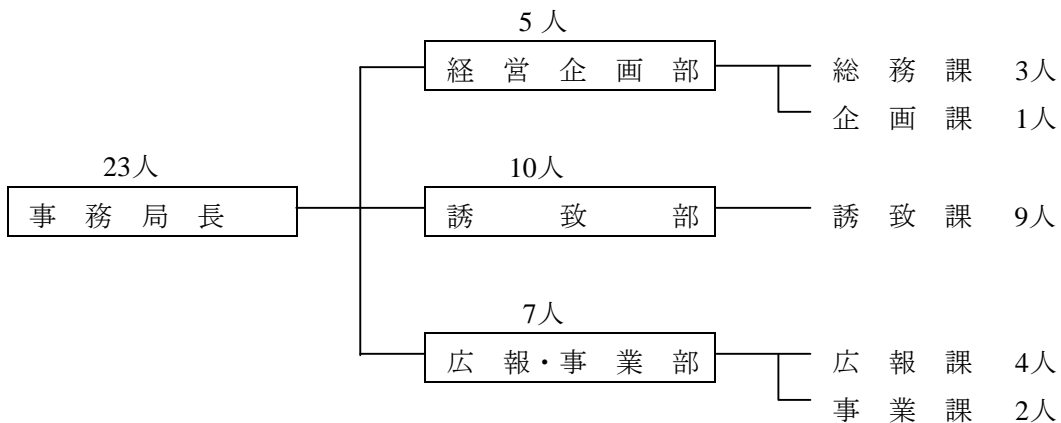 5人
経営企画部
総務課 3人
企画課 1人
23人
事務局長
10人
誘致部
誘致課 9人
7人
広報・事業部
広報課 4人
事業課 2人